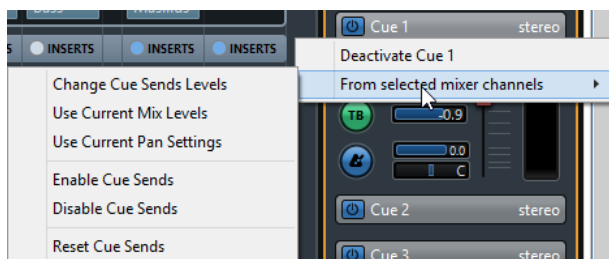 Cue 1 stereo
S INSERTS INSERTS INSERTS
Deactivate Cue 1
From selected mixer channels
Change Cue Sends Levels
Use Current Mix Levels
Use Current Pan Settings
Enable Cue Sends
Disable Cue Sends
Reset Cue Sends
TB -0.9
0.0
C
Cue 2 stereo
Cue 3 stereo